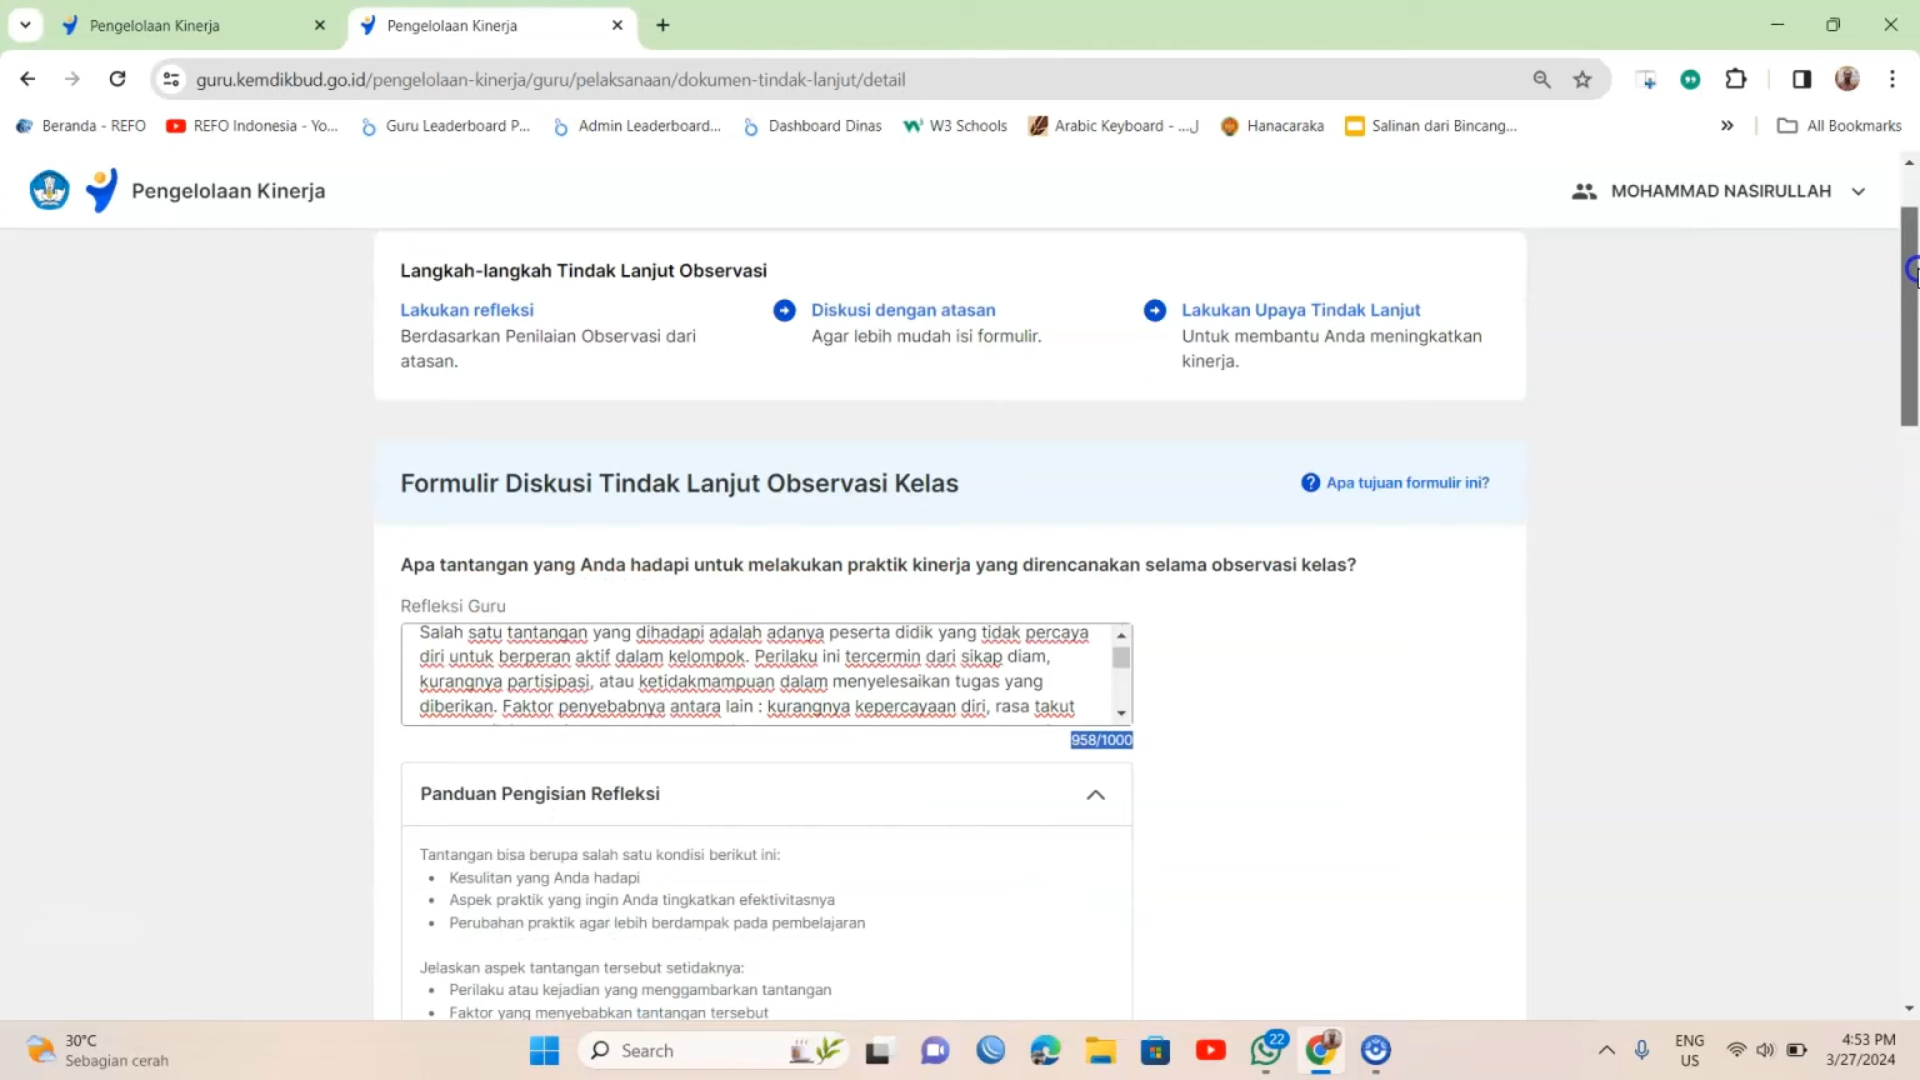 Pengelolaan Kinerja
Pengelolaan Kinerja
guru.kemdikbud.go.id/pengelolaan-kinerja/guru/pelaksanaan/dokumen-tindak-lanjut/detail
Beranda - REFO
REFO Indonesia - Yo...
Guru Leaderboard P...
Admin Leaderboard...
Dashboard Dinas
W3 Schools
Arabic Keyboard - ...ل
Hanacaraka
Salinan dari Bincang...
All Bookmarks
Pengelolaan Kinerja
MOHAMMAD NASIRULLAH
Langkah-langkah Tindak Lanjut Observasi
Lakukan refleksi
Berdasarkan Penilaian Observasi dari
atasan.
Diskusi dengan atasan
Agar lebih mudah isi formulir.
Lakukan Upaya Tindak Lanjut
Untuk membantu Anda meningkatkan
kinerja.
Formulir Diskusi Tindak Lanjut Observasi Kelas
Apa tujuan formulir ini?
Apa tantangan yang Anda hadapi untuk melakukan praktik kinerja yang direncanakan selama observasi kelas?
Refleksi Guru
Salah satu tantangan yang dihadapi adalah adanya peserta didik yang tidak percaya
diri untuk berperan aktif dalam kelompok. Perilaku ini tercermin dari sikap diam,
kurangnya partisipasi, atau ketidakmampuan dalam menyelesaikan tugas yang
diberikan. Faktor penyebabnya antara lain : kurangnya kepercayaan diri, rasa takut
958/1000
Panduan Pengisian Refleksi
Tantangan bisa berupa salah satu kondisi berikut ini:
• Kesulitan yang Anda hadapi
• Aspek praktik yang ingin Anda tingkatkan efektivitasnya
• Perubahan praktik agar lebih berdampak pada pembelajaran
Jelaskan aspek tantangan tersebut setidaknya:
• Perilaku atau kejadian yang menggambarkan tantangan
• Faktor yang menyebabkan tantangan tersebut
30°C
Sebagian cerah
Search
22
ENG
US
4:53 PM
3/27/2024